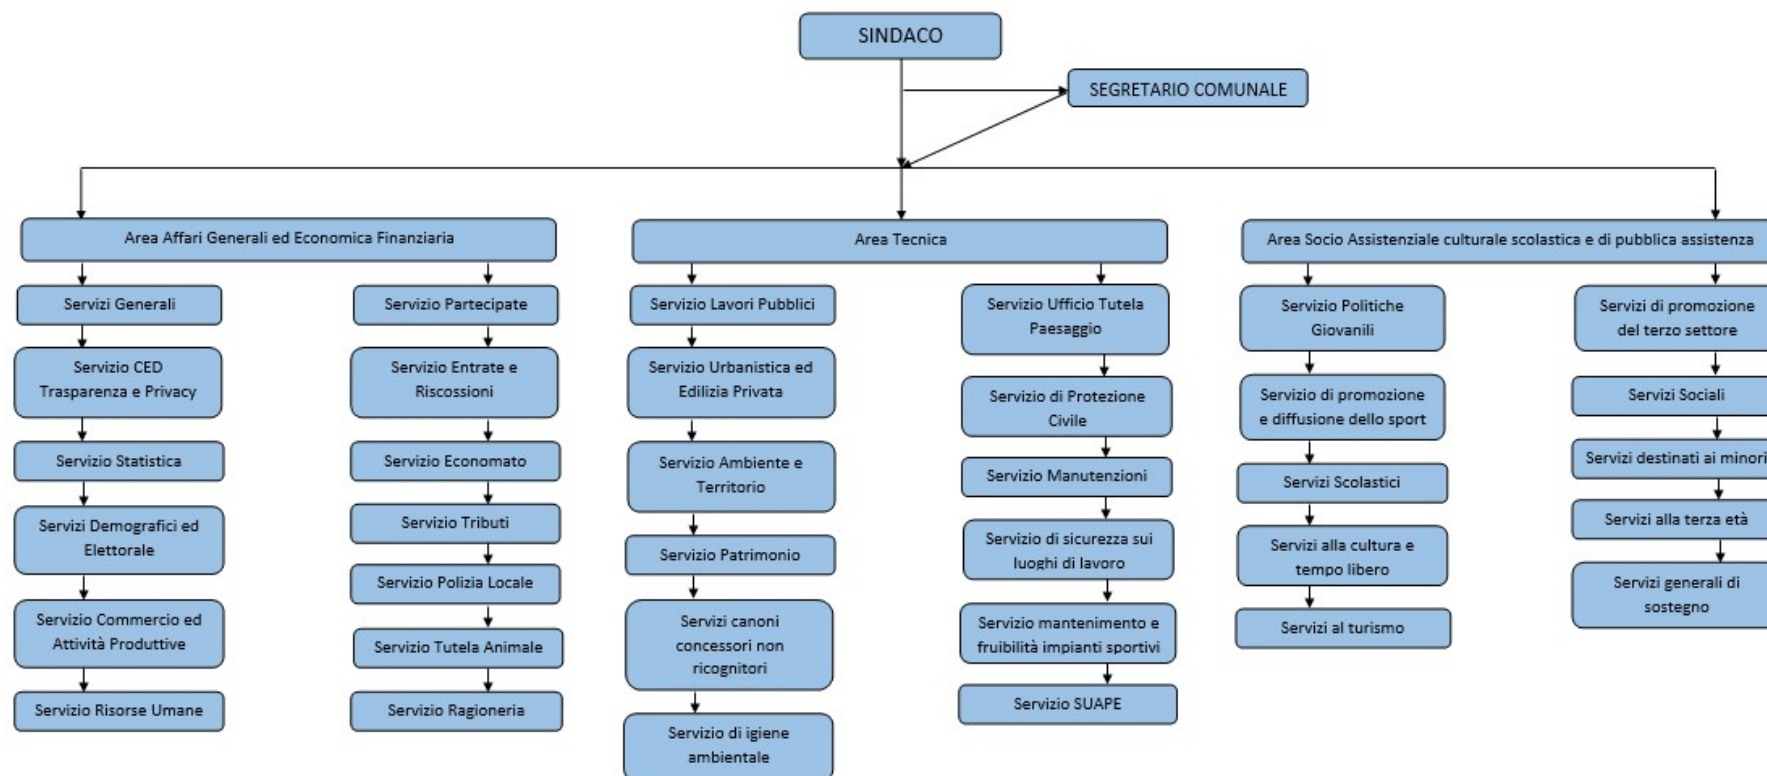 SINDACO
SEGRETARIO COMUNALE
Area Affari Generali ed Economica Finanziaria
Servizi Generali
Servizio CED
Trasparenza e Privacy
Servizio Statistica
Servizi Demografici ed
Elettorale
Servizio Commercio ed
Attività Produttive
Servizio Risorse Umane
Servizio Partecipate
Servizio Entrate e
Riscossioni
Servizio Economato
Servizio Tributi
Servizio Polizia Locale
Servizio Tutela Animale
Servizio Ragioneria
Area Tecnica
Servizio Lavori Pubblici
Servizio Urbanistica ed
Edilizia Privata
Servizio Ambiente e
Territorio
Servizio Patrimonio
Servizi canoni
concessori non
ricognitori
Servizio di igiene
ambientale
Servizio Ufficio Tutela
Paesaggio
Servizio di Protezione
Civile
Servizio Manutenzioni
Servizio di sicurezza sui
luoghi di lavoro
Servizio mantenimento e
fruibilità impianti sportivi
Servizio SUAPE
Area Socio Assistenziale culturale scolastica e di pubblica assistenza
Servizio Politiche
Giovanili
Servizio di promozione
e diffusione dello sport
Servizi Scolastici
Servizi alla cultura e
tempo libero
Servizi al turismo
Servizi di promozione
del terzo settore
Servizi Sociali
Servizi destinati ai minori
Servizi alla terza età
Servizi generali di
sostegno